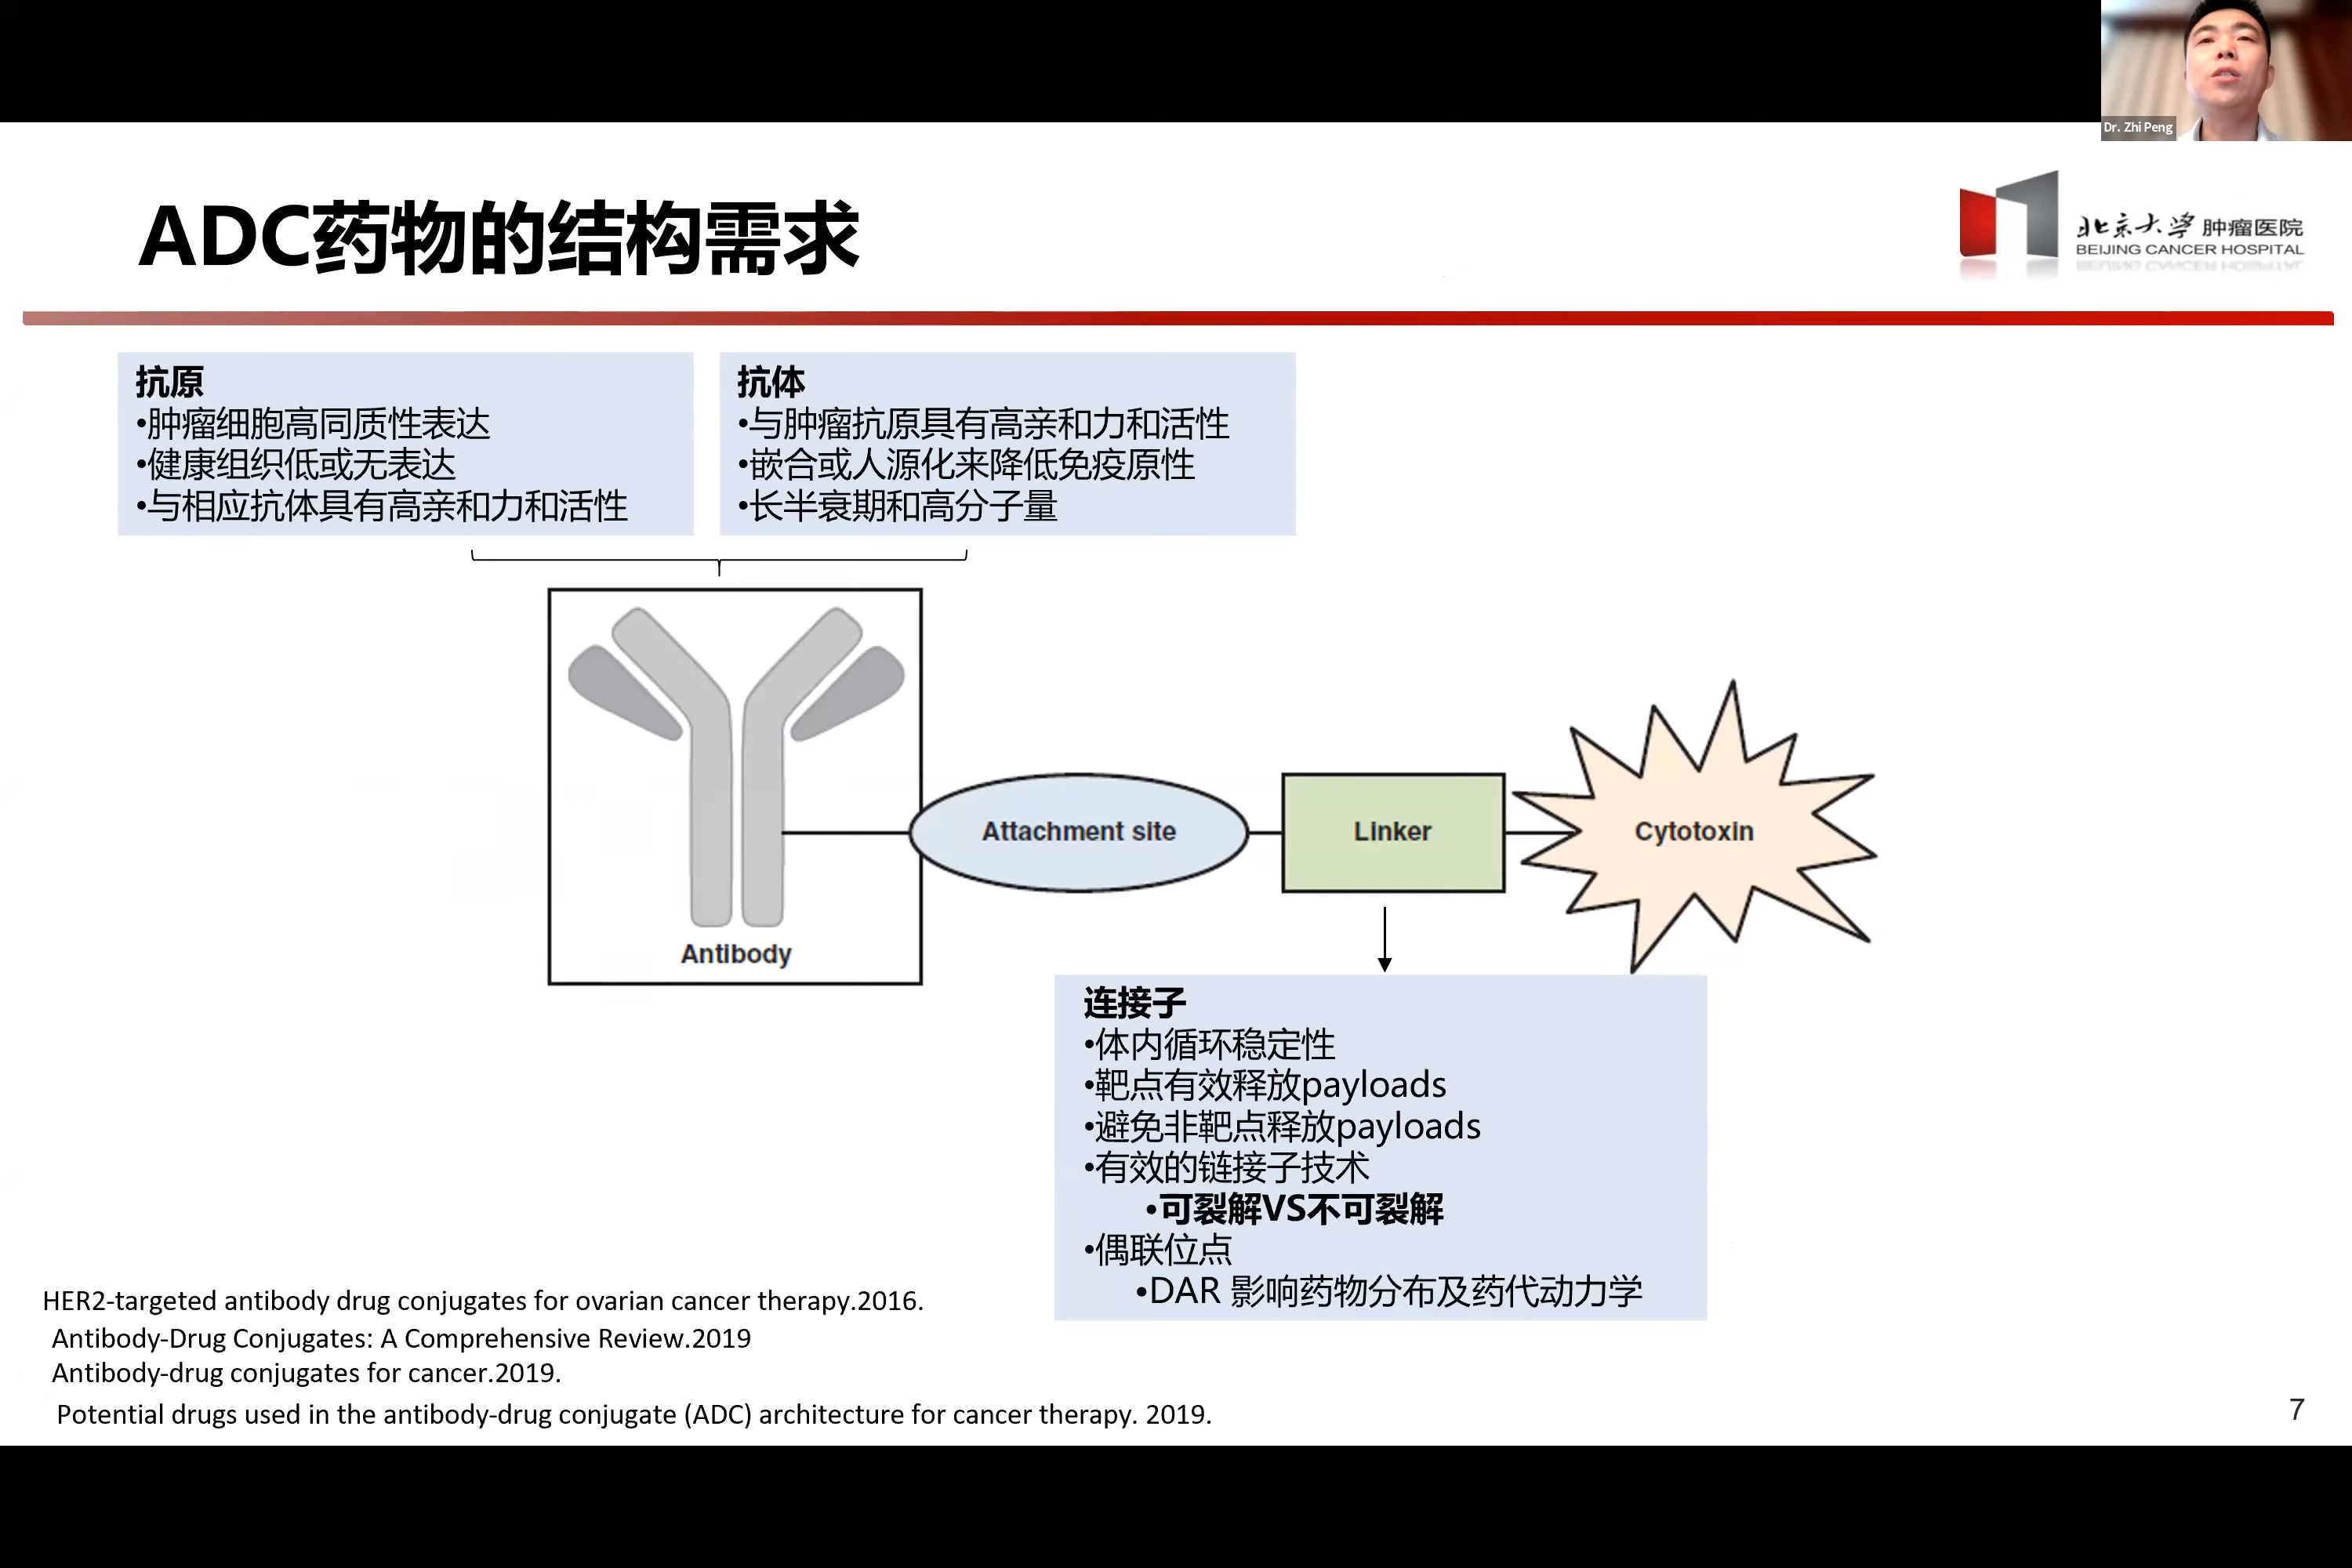 Dr. Zhi Peng
ADC药物的结构需求
北京大学 肿瘤医院
BEIJING CANCER HOSPITAL
抗原
•肿瘤细胞高同质性表达
•健康组织低或无表达
•与相应抗体具有高亲和力和活性
抗体
•与肿瘤抗原具有高亲和力和活性
•嵌合或人源化来降低免疫原性
•长半衰期和高分子量
Antibody
Attachment site
Linker
Cytotoxin
连接子
•体内循环稳定性
•靶点有效释放payloads
•避免非靶点释放payloads
•有效的链接子技术
•可裂解VS不可裂解
•偶联位点
•DAR 影响药物分布及药代动力学
HER2-targeted antibody drug conjugates for ovarian cancer therapy.2016.
Antibody-Drug Conjugates: A Comprehensive Review.2019
Antibody-drug conjugates for cancer.2019.
Potential drugs used in the antibody-drug conjugate (ADC) architecture for cancer therapy. 2019.
7